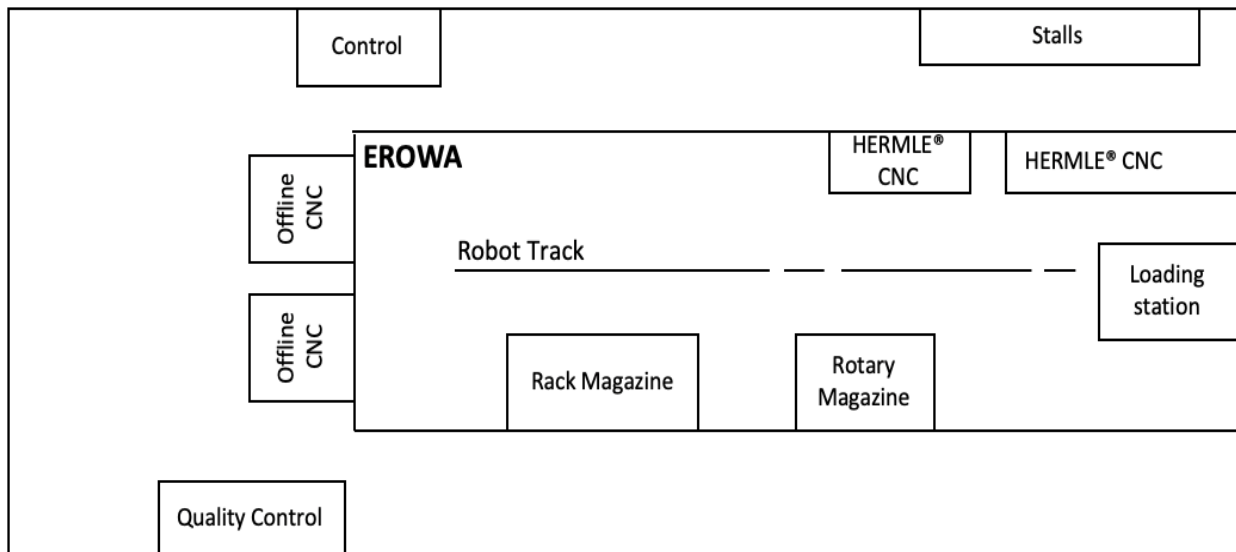 Control
Stalls
EROWA
HERMLE®
CNC
HERMLE® CNC
Offline
CNC
Robot Track
Loading
station
Offline
CNC
Rack Magazine
Rotary
Magazine
Quality Control